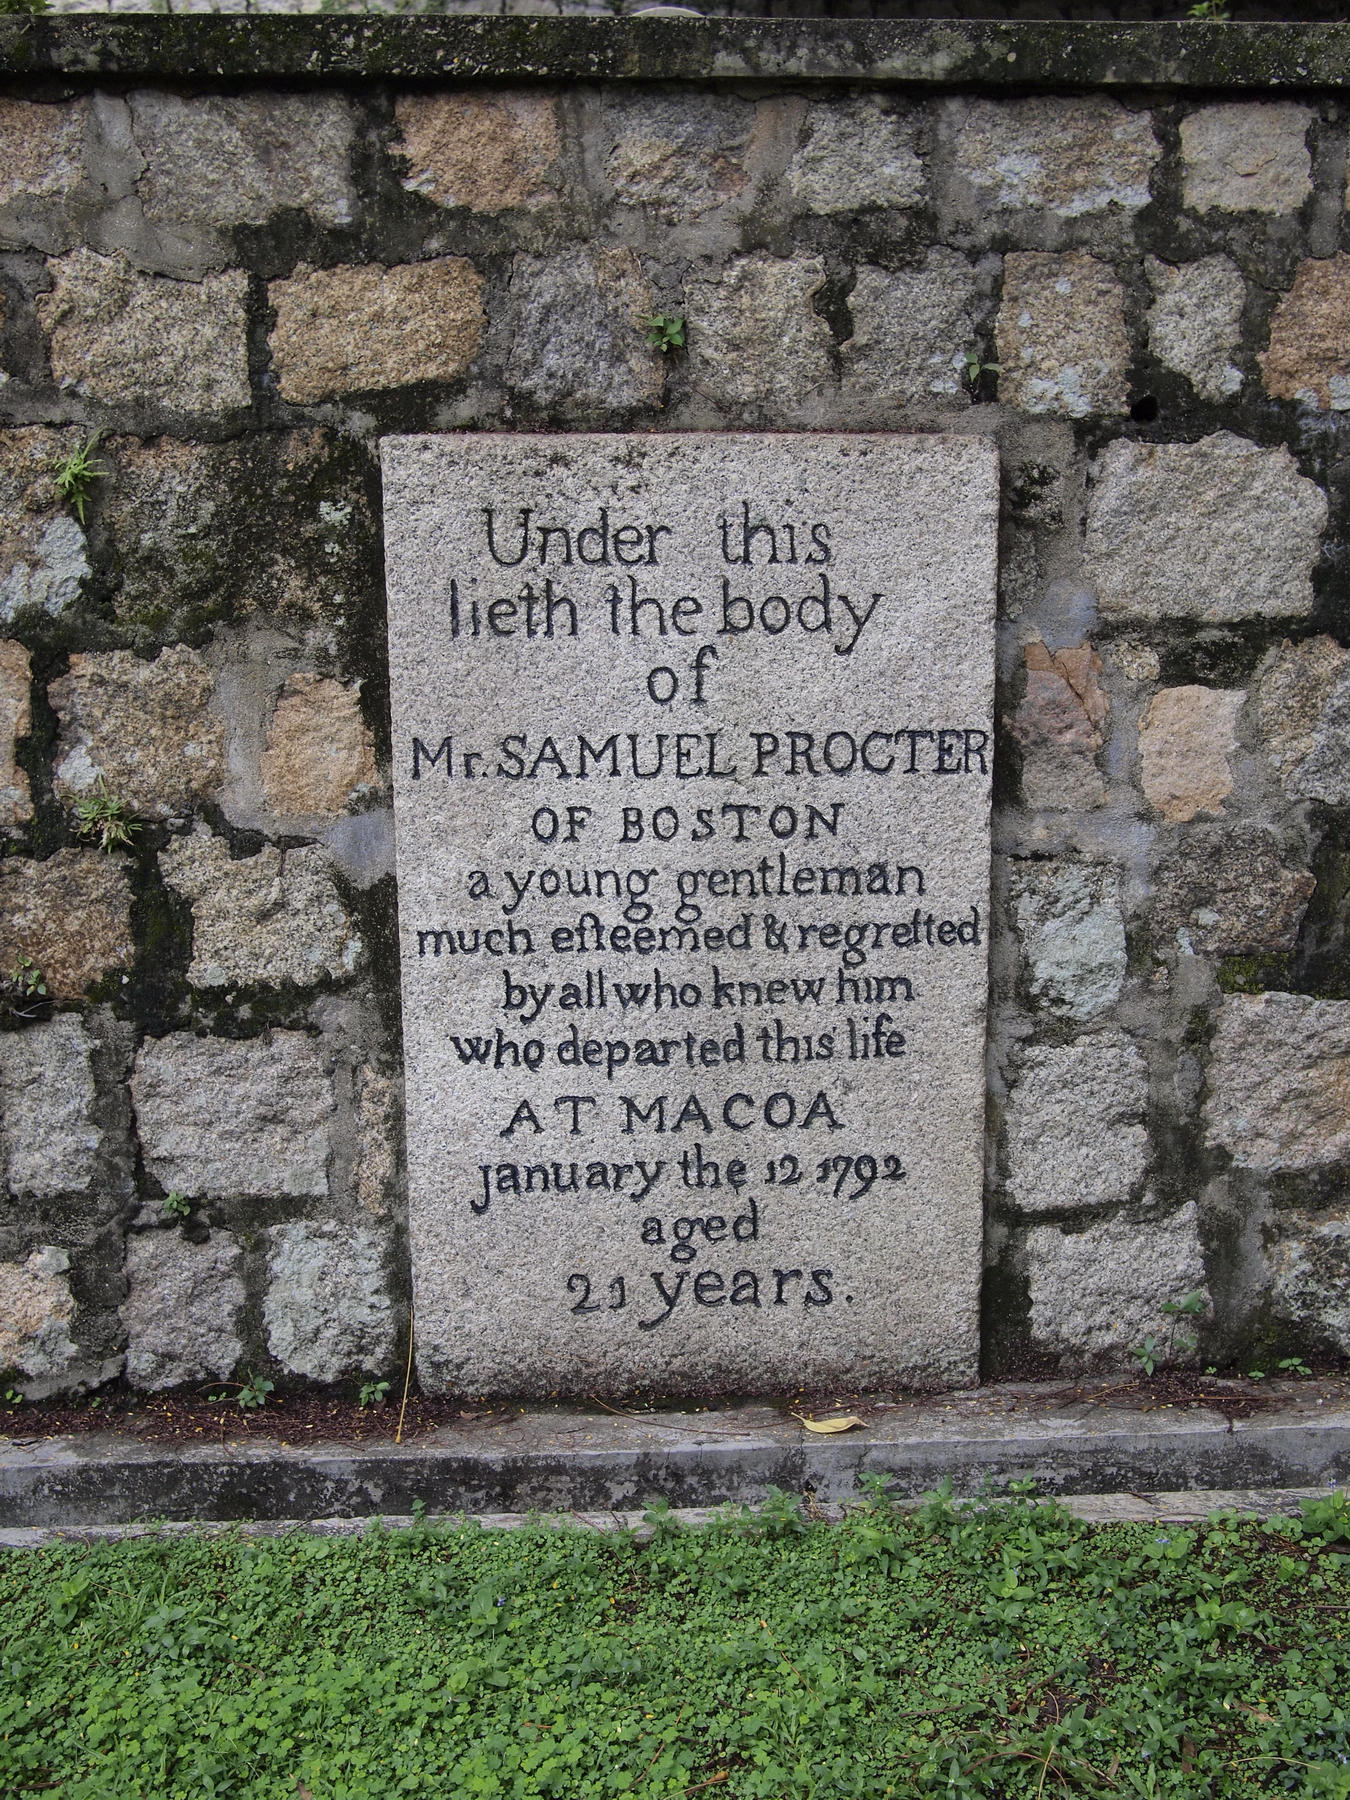 Under this
lieth the body
of
Mr. SAMUEL PROCTER
OF BOSTON
a young gentleman
much eſteemed & regretted
by all who knew him
who departed this life
AT MACOA
january the 12 1792
aged
21 years.